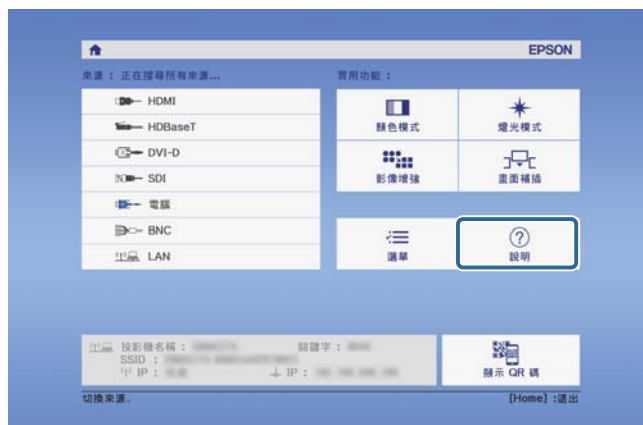 EPSON
來源：正在搜尋所有來源...
實用功能：
HDMI
HDBaseT
DVI-D
SDI
電腦
BNC
LAN
顏色模式
燈光模式
影像增強
畫面補插
選單
說明
投影機名稱：
關鍵字：
SSID：
IP：
IP：
顯示 QR 碼
切換來源。
[Home]：退出